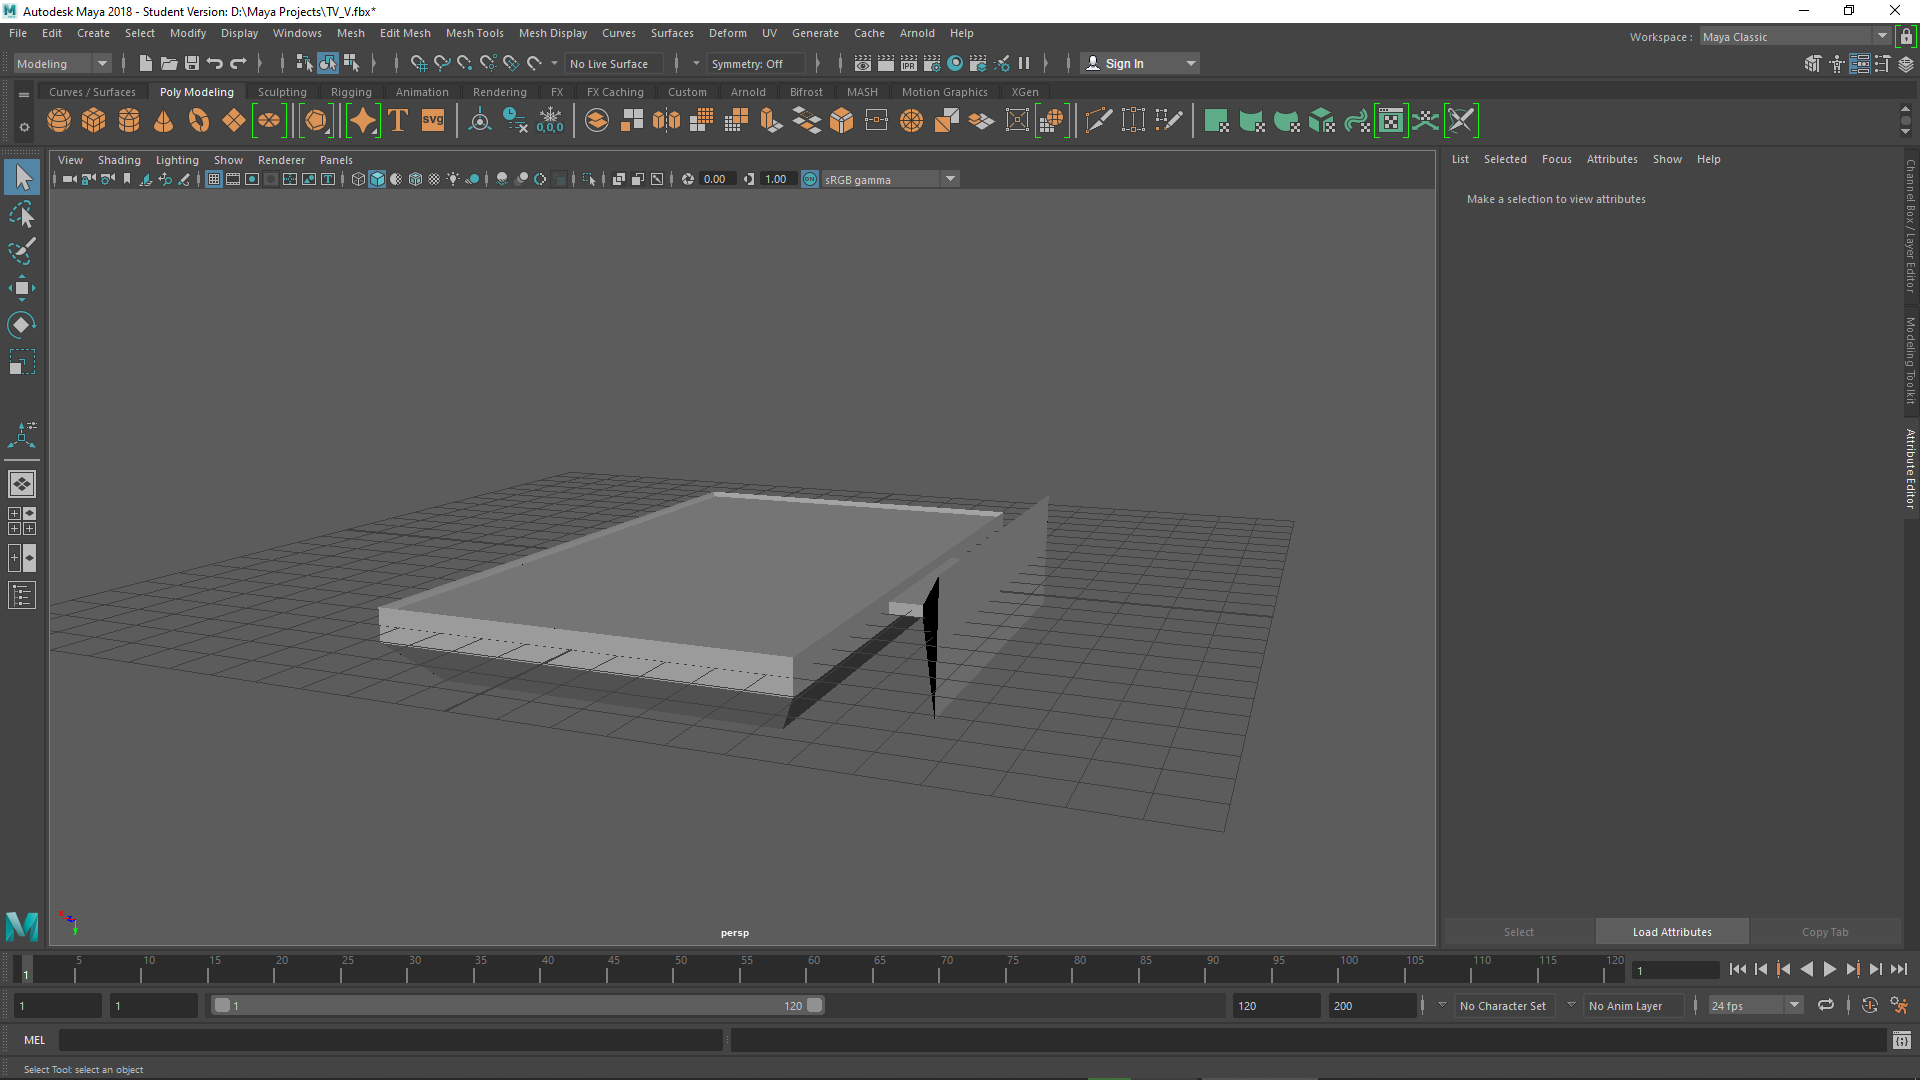 Autodesk Maya 2018 - Student Version: D:\Maya Projects\TV_V.fbx*
File Edit Create Select Modify Display Windows Mesh Edit Mesh Mesh Tools Mesh Display Curves Surfaces Deform UV Generate Cache Arnold Help
Workspace : Maya Classic
Modeling No Live Surface Symmetry: Off IPR Sign In
Curves / Surfaces Poly Modeling Sculpting Rigging Animation Rendering FX FX Caching Custom Arnold Bifrost MASH Motion Graphics XGen
T SVG 0,0,0
View Shading Lighting Show Renderer Panels
0.00 1.00 ON sRGB gamma
List Selected Focus Attributes Show Help
Make a selection to view attributes
Channel Box / Layer Editor
Modeling Toolkit
Attribute Editor
x z y
persp
Select Load Attributes Copy Tab
1 5 10 15 20 25 30 35 40 45 50 55 60 65 70 75 80 85 90 95 100 105 110 115 120 1
1 1 1 120 120 200 No Character Set No Anim Layer 24 fps
MEL
Select Tool: select an object